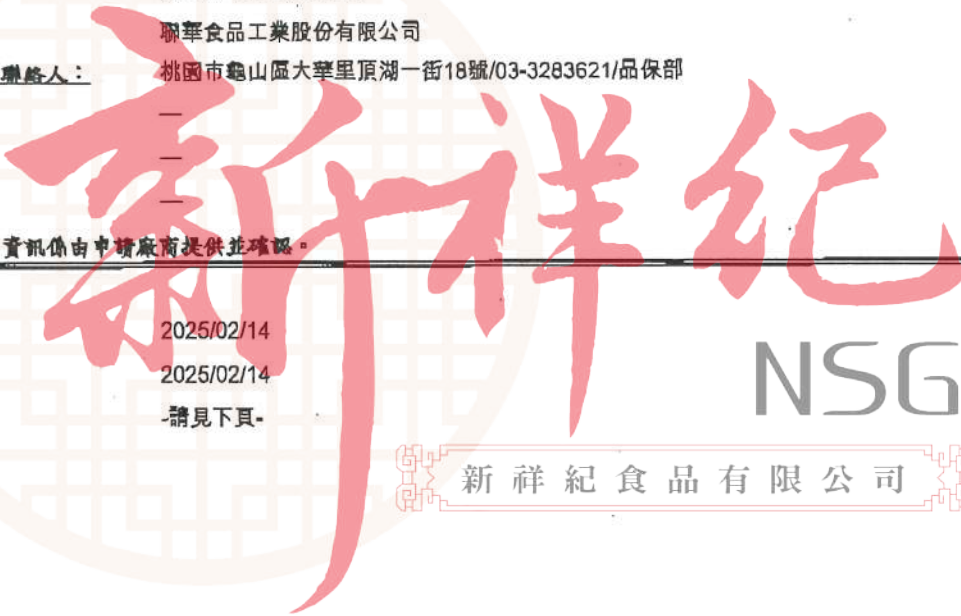 聯華食品工業股份有限公司
聯絡人： 桃園市龜山區大華里頂湖一街18號/03-3283621/品保部
—
—
—
資訊係由申請廠商提供並確認。
2025/02/14
2025/02/14
-請見下頁-
新祥紀
NSG
新祥紀食品有限公司